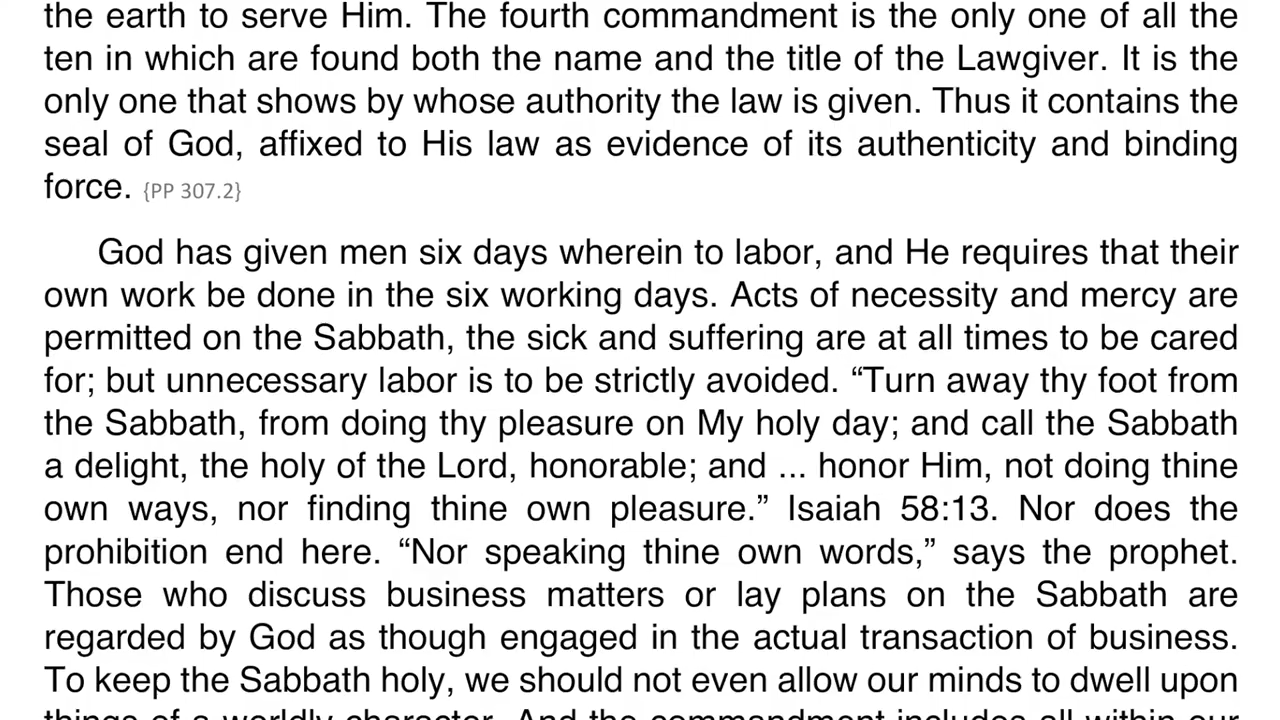 the earth to serve Him. The fourth commandment is the only one of all the
ten in which are found both the name and the title of the Lawgiver. It is the
only one that shows by whose authority the law is given. Thus it contains the
seal of God, affixed to His law as evidence of its authenticity and binding
force. {PP 307.2}
God has given men six days wherein to labor, and He requires that their
own work be done in the six working days. Acts of necessity and mercy are
permitted on the Sabbath, the sick and suffering are at all times to be cared
for; but unnecessary labor is to be strictly avoided. “Turn away thy foot from
the Sabbath, from doing thy pleasure on My holy day; and call the Sabbath
a delight, the holy of the Lord, honorable; and ... honor Him, not doing thine
own ways, nor finding thine own pleasure.” Isaiah 58:13. Nor does the
prohibition end here. “Nor speaking thine own words,” says the prophet.
Those who discuss business matters or lay plans on the Sabbath are
regarded by God as though engaged in the actual transaction of business.
To keep the Sabbath holy, we should not even allow our minds to dwell upon
things of a worldly character. And the commandment includes all within our